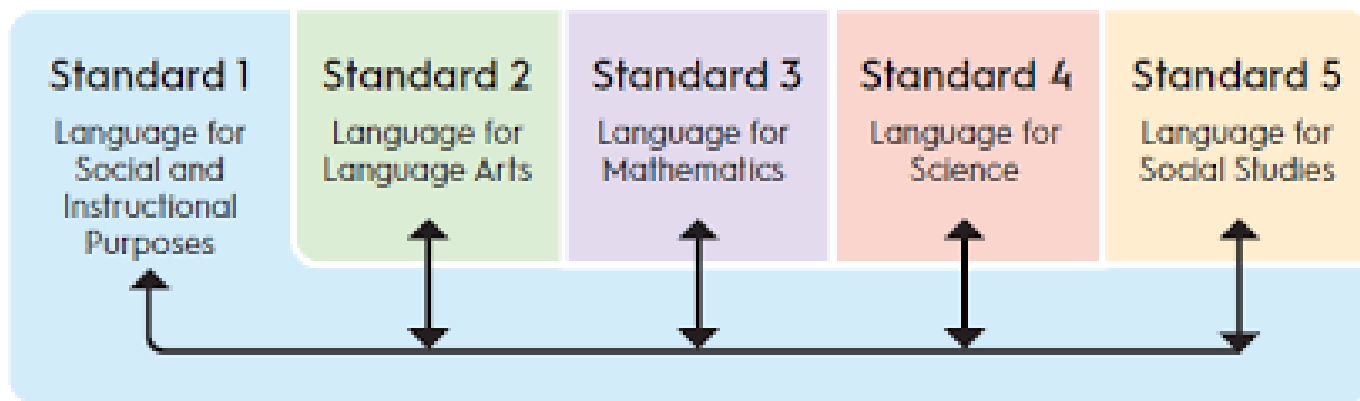 Standard 1
Language for
Social and
Instructional
Purposes
Standard 2
Language for
Language Arts
Standard 3
Language for
Mathematics
Standard 4
Language for
Science
Standard 5
Language for
Social Studies